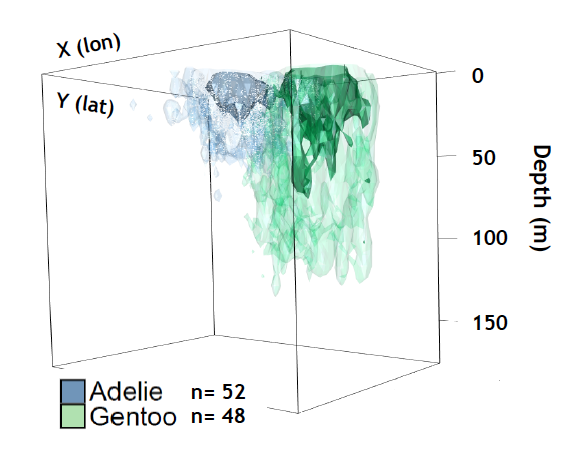 X (lon)
Y (lat)
0
50
100
150
Depth (m)
Adelie n= 52
Gentoo n= 48